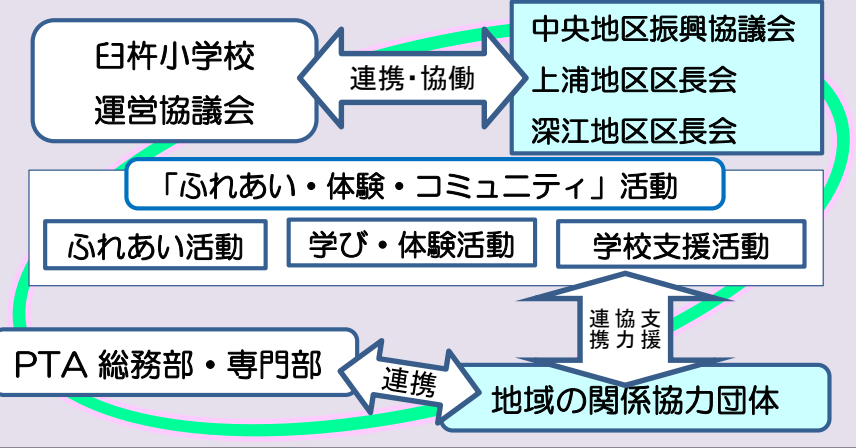 臼杵小学校
運営協議会
連携・協働
中央地区振興協議会
上浦地区区長会
深江地区区長会
「ふれあい・体験・コミュニティ」活動
ふれあい活動
学び・体験活動
学校支援活動
連携
協力
支援
PTA 総務部・専門部
連携
地域の関係協力団体